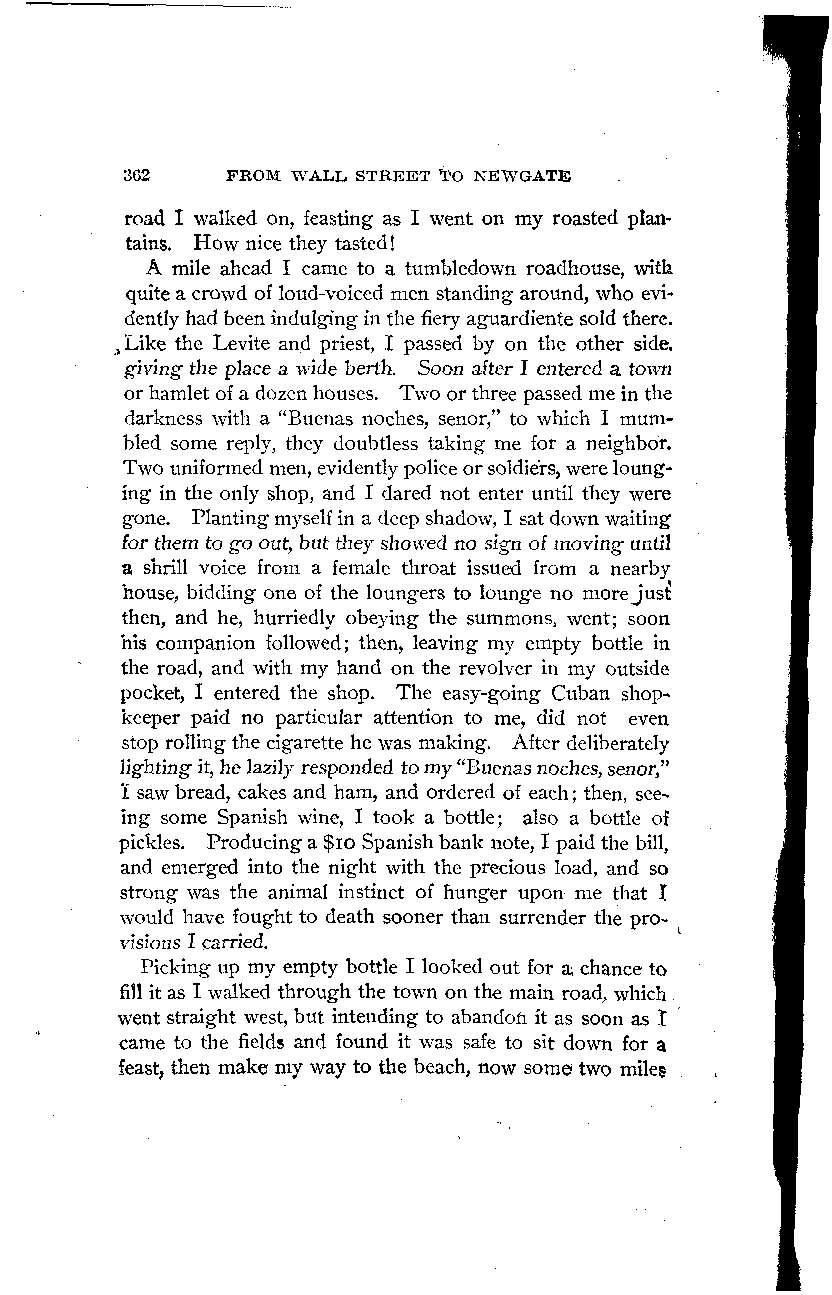 362 FROM WALL STREET TO NEWGATE
road I walked on, feasting as I went on my roasted plan-
tains. How nice they tasted!
A mile ahead I came to a tumbledown roadhouse, with
quite a crowd of loud-voiced men standing around, who evi-
dently had been indulging in the fiery aguardiente sold there.
Like the Levite and priest, I passed by on the other side,
giving the place a wide berth. Soon after I entered a town
or hamlet of a dozen houses. Two or three passed me in the
darkness with a "Buenas noches, senor," to which I mum-
bled some reply, they doubtless taking me for a neighbor.
Two uniformed men, evidently police or soldiers, were loung-
ing in the only shop, and I dared not enter until they were
gone. Planting myself in a deep shadow, I sat down waiting
for them to go out, but they showed no sign of moving until
a shrill voice from a female throat issued from a nearby
house, bidding one of the loungers to lounge no more just
then, and he, hurriedly obeying the summons, went; soon
his companion followed; then, leaving my empty bottle in
the road, and with my hand on the revolver in my outside
pocket, I entered the shop. The easy-going Cuban shop-
keeper paid no particular attention to me, did not even
stop rolling the cigarette he was making. After deliberately
lighting it, he lazily responded to my "Buenas noches, senor,"
I saw bread, cakes and ham, and ordered of each; then, see-
ing some Spanish wine, I took a bottle; also a bottle of
pickles. Producing a $10 Spanish bank note, I paid the bill,
and emerged into the night with the precious load, and so
strong was the animal instinct of hunger upon me that I
would have fought to death sooner than surrender the pro-
visions I carried.
Picking up my empty bottle I looked out for a chance to
fill it as I walked through the town on the main road, which
went straight west, but intending to abandon it as soon as I
came to the fields and found it was safe to sit down for a
feast, then make my way to the beach, now some two miles